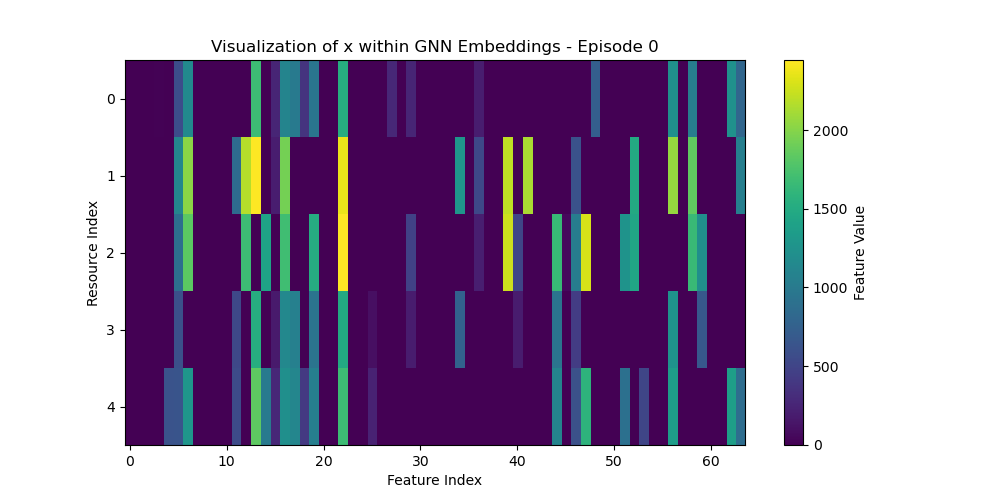 Visualization of x within GNN Embeddings - Episode 0
0
1
2
3
4
Resource Index
0 10 20 30 40 50 60
Feature Index
2000
1500
1000
500
0
Feature Value